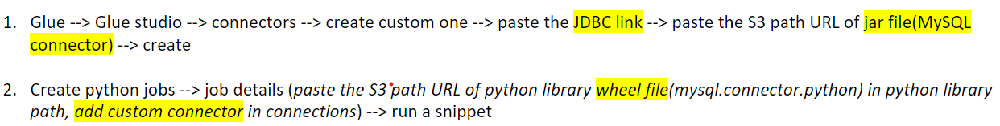 1. Glue --> Glue studio --> connectors --> create custom one --> paste the JDBC link --> paste the S3 path URL of jar file(MySQL
connector) --> create
2. Create python jobs --> job details (paste the S3 path URL of python library wheel file(mysql.connector.python) in python library
path, add custom connector in connections) --> run a snippet